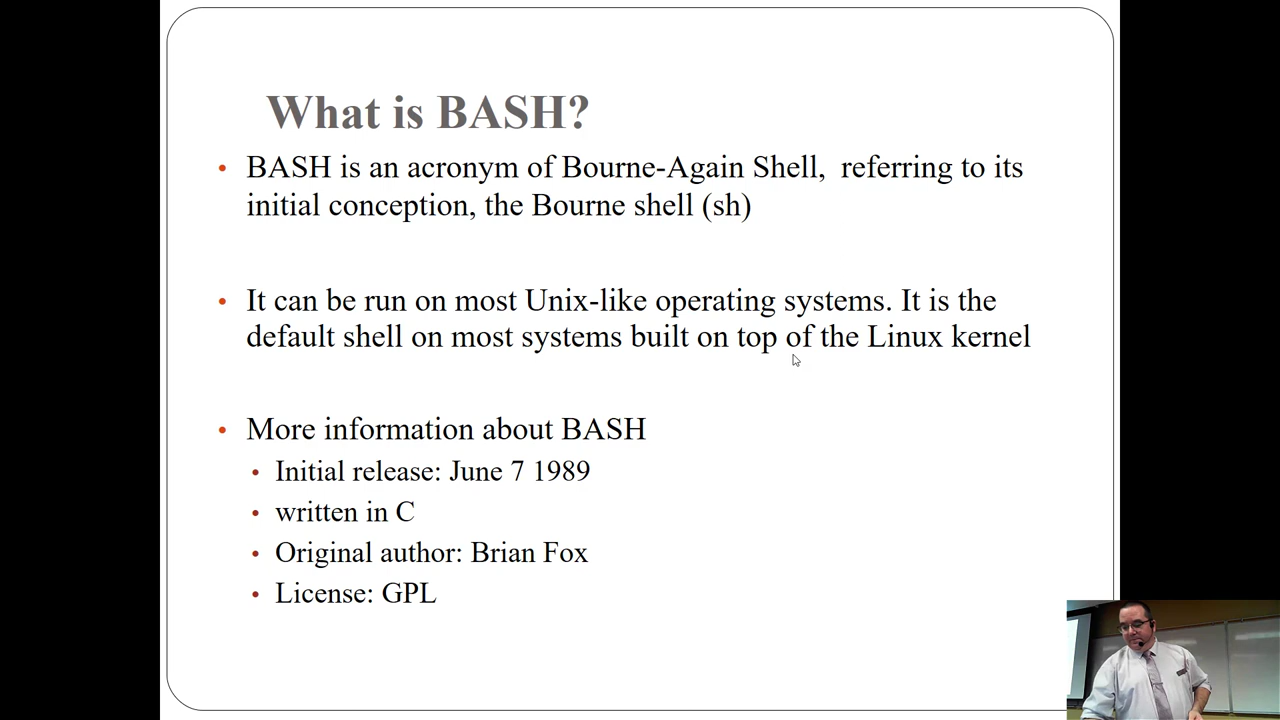 What is BASH?
BASH is an acronym of Bourne-Again Shell,  referring to its
initial conception, the Bourne shell (sh)
It can be run on most Unix-like operating systems. It is the
default shell on most systems built on top of the Linux kernel
More information about BASH
Initial release: June 7 1989
written in C
Original author: Brian Fox
License: GPL